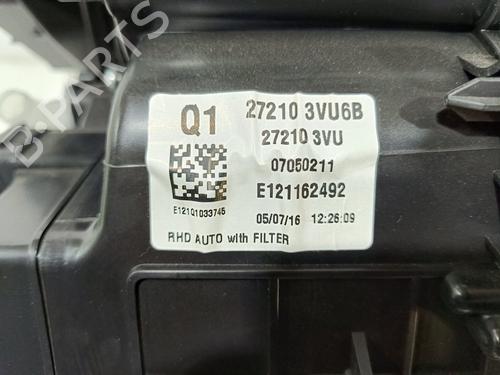 Q1 27210 3VU6B
27210 3VU
07050211
E121162492
E121Q1033745
05/07/16 12:26:09
RHD AUTO with FILTER
B-PARTS